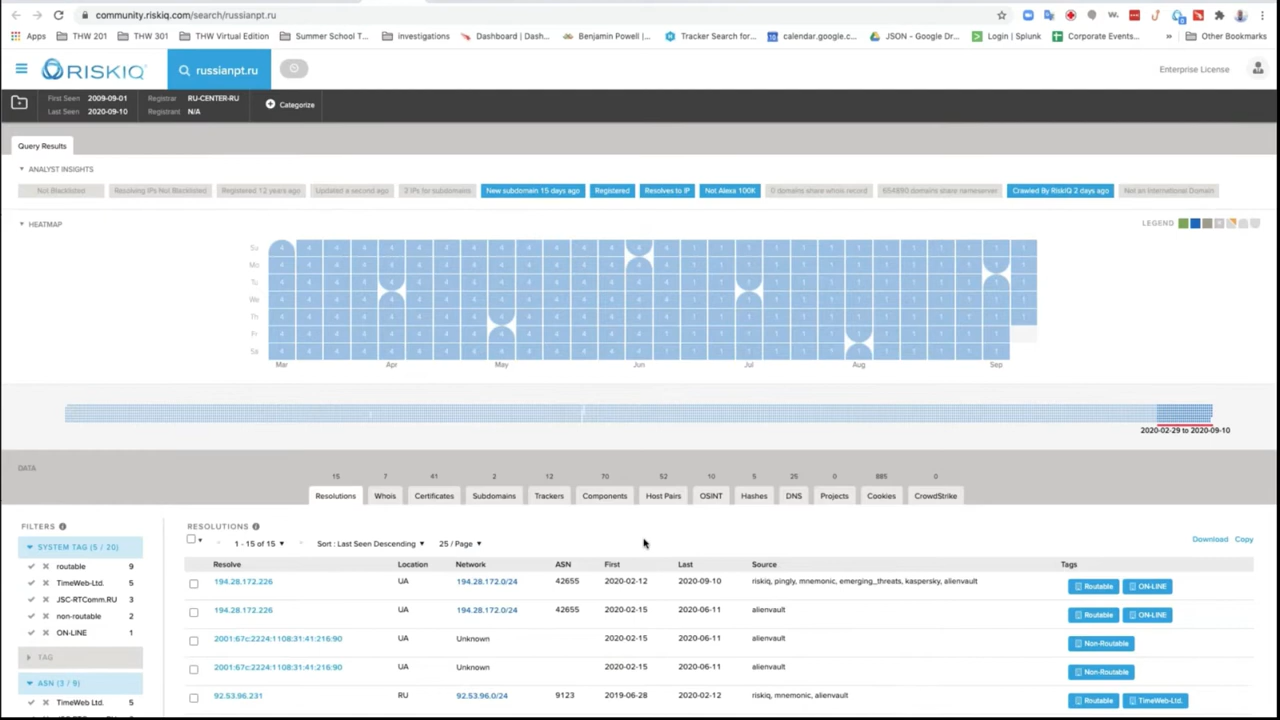 community.riskiq.com/search/russianpt.ru
Apps THW 201 THW 301 THW Virtual Edition Summer School T... investigations Dashboard | Dash... Benjamin Powell |... Tracker Search for... calendar.google.c... JSON - Google Dr... Login | Splunk Corporate Events... » Other Bookmarks
RISKIQ russianpt.ru Enterprise License
First Seen 2009-09-01 Registrar RU-CENTER-RU Categorize
Last Seen 2020-09-10 Registrant N/A
Query Results
ANALYST INSIGHTS
Not Blacklisted Resolving IPs Not Blacklisted Registered 12 years ago Updated a second ago 2 IPs for subdomains New subdomain 15 days ago Registered Resolves to IP Not Alexa 100K 0 domains share whois record 654890 domains share nameserver Crawled By RiskIQ 2 days ago Not an International Domain
HEATMAP LEGEND
Su
Mo
Tu
We
Th
Fr
Sa
Mar Apr May Jun Jul Aug Sep
2020-02-29 to 2020-09-10
DATA
15 7 41 2 12 70 52 10 5 25 0 885 0
Resolutions Whois Certificates Subdomains Trackers Components Host Pairs OSINT Hashes DNS Projects Cookies CrowdStrike
FILTERS
SYSTEM TAG (5 / 20)
routable 9
TimeWeb-Ltd. 5
JSC-RTComm.RU 3
non-routable 2
ON-LINE 1
TAG
ASN (3 / 9)
TimeWeb-Ltd. 5
RESOLUTIONS
1 - 15 of 15 Sort : Last Seen Descending 25 / Page Download Copy
Resolve Location Network ASN First Last Source Tags
194.28.172.226 UA 194.28.172.0/24 42655 2020-02-12 2020-09-10 riskiq, pingly, mnemonic, emerging_threats, kaspersky, alienvault Routable ON-LINE
194.28.172.226 UA 194.28.172.0/24 42655 2020-02-15 2020-06-11 alienvault Routable ON-LINE
2001:67c:2224:1108:31:41:216:90 UA Unknown 2020-02-15 2020-06-11 alienvault Non-Routable
2001:67c:2224:1108:31:41:216:90 UA Unknown 2020-02-15 2020-06-11 alienvault Non-Routable
92.53.96.231 RU 92.53.96.0/24 9123 2019-06-28 2020-02-12 riskiq, mnemonic, alienvault Routable TimeWeb-Ltd.